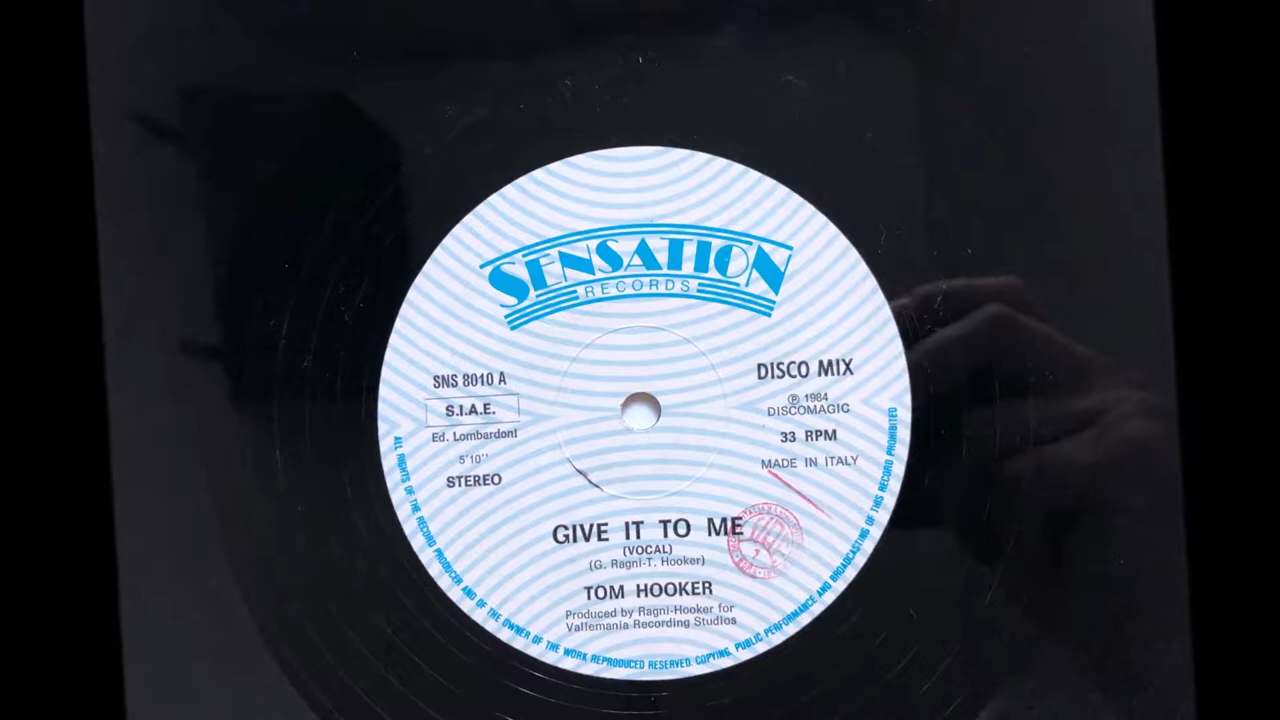 SENSATION
RECORDS
SNS 8010 A
S.I.A.E.
Ed. Lombardoni
5'10''
STEREO
DISCO MIX
Ⓟ 1984
DISCOMAGIC
33 RPM
MADE IN ITALY
GIVE IT TO ME
(VOCAL)
(G. Ragni-T. Hooker)
TOM HOOKER
Produced by Ragni-Hooker for
Vallemania Recording Studios
ALL RIGHTS OF THE RECORD PRODUCER AND OF THE OWNER OF THE WORK REPRODUCED RESERVED. COPYING, PUBLIC PERFORMANCE AND BROADCASTING OF THIS RECORD PROHIBITED